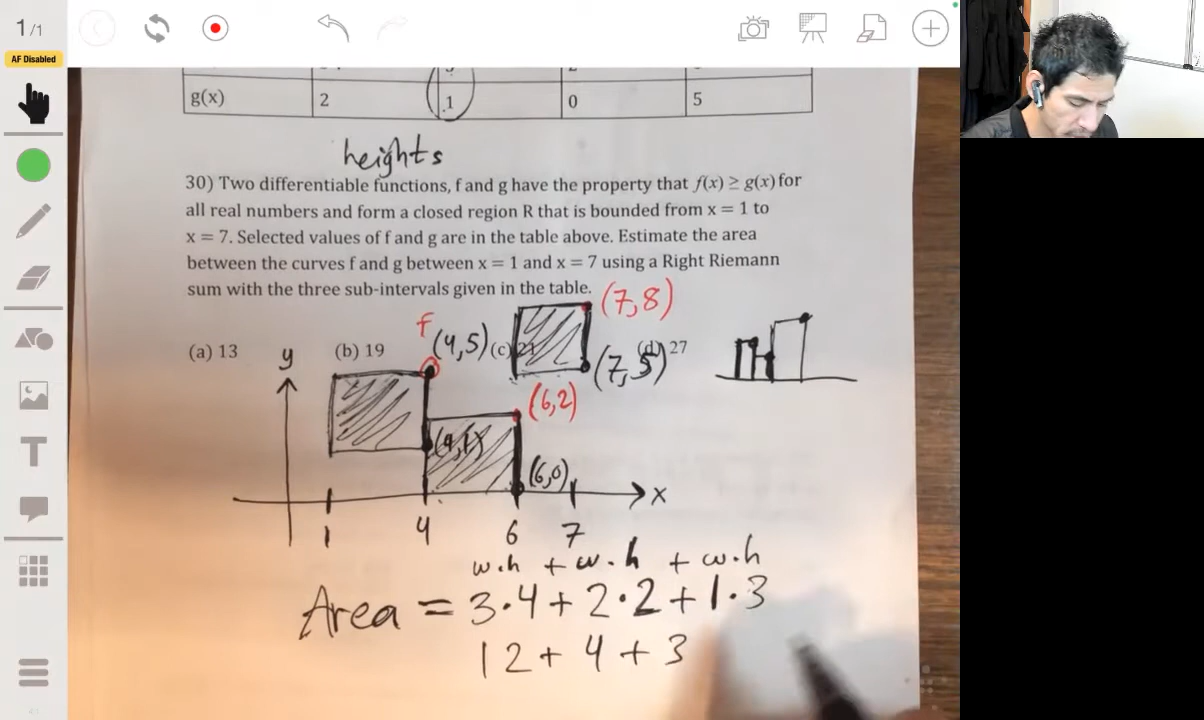 1/1
AF Disabled
g(x) 2 1 0 5
heights
30) Two differentiable functions, f and g have the property that f(x) ≥ g(x) for
all real numbers and form a closed region R that is bounded from x = 1 to
x = 7. Selected values of f and g are in the table above. Estimate the area
between the curves f and g between x = 1 and x = 7 using a Right Riemann
sum with the three sub-intervals given in the table.
(7,8)
f
(4,5)
(a) 13 (b) 19 (c) 21 (d) 27
y
(7,5)
(6,2)
(4,1)
(6,0)
x
1 4 6 7
w.h + w.h + w.h
Area = 3·4 + 2·2 + 1·3
12 + 4 + 3
T